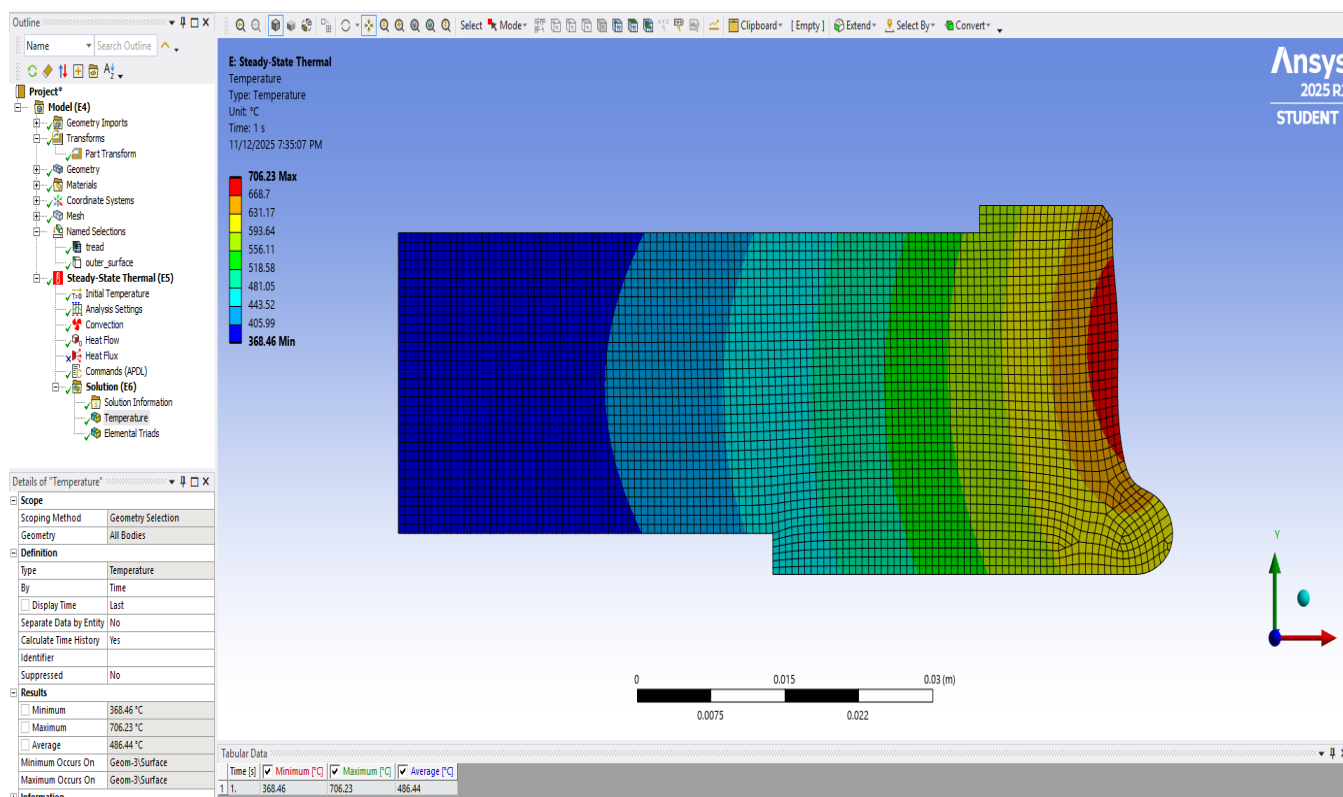 Outline
Name
Search Outline
Project*
Model (E4)
Geometry Imports
Transforms
Part Transform
Geometry
Materials
Coordinate Systems
Mesh
Named Selections
tread
outer_surface
Steady-State Thermal (E5)
T=0 Initial Temperature
Analysis Settings
Convection
Heat Flow
Heat Flux
Commands (APDL)
Solution (E6)
Solution Information
Temperature
Elemental Triads
Details of "Temperature"
Scope
Scoping Method Geometry Selection
Geometry All Bodies
Definition
Type Temperature
By Time
Display Time Last
Separate Data by Entity No
Calculate Time History Yes
Identifier
Suppressed No
Results
Minimum 368.46 °C
Maximum 706.23 °C
Average 486.44 °C
Minimum Occurs On Geom-3\Surface
Maximum Occurs On Geom-3\Surface
Information
Select Mode Clipboard [ Empty ] Extend Select By Convert
E: Steady-State Thermal
Temperature
Type: Temperature
Unit: °C
Time: 1 s
11/12/2025 7:35:07 PM
706.23 Max
668.7
631.17
593.64
556.11
518.58
481.05
443.52
405.99
368.46 Min
Ansys
2025 R
STUDENT
Y
0 0.015 0.03 (m)
0.0075 0.022
Tabular Data
Time [s] Minimum [°C] Maximum [°C] Average [°C]
1 1. 368.46 706.23 486.44